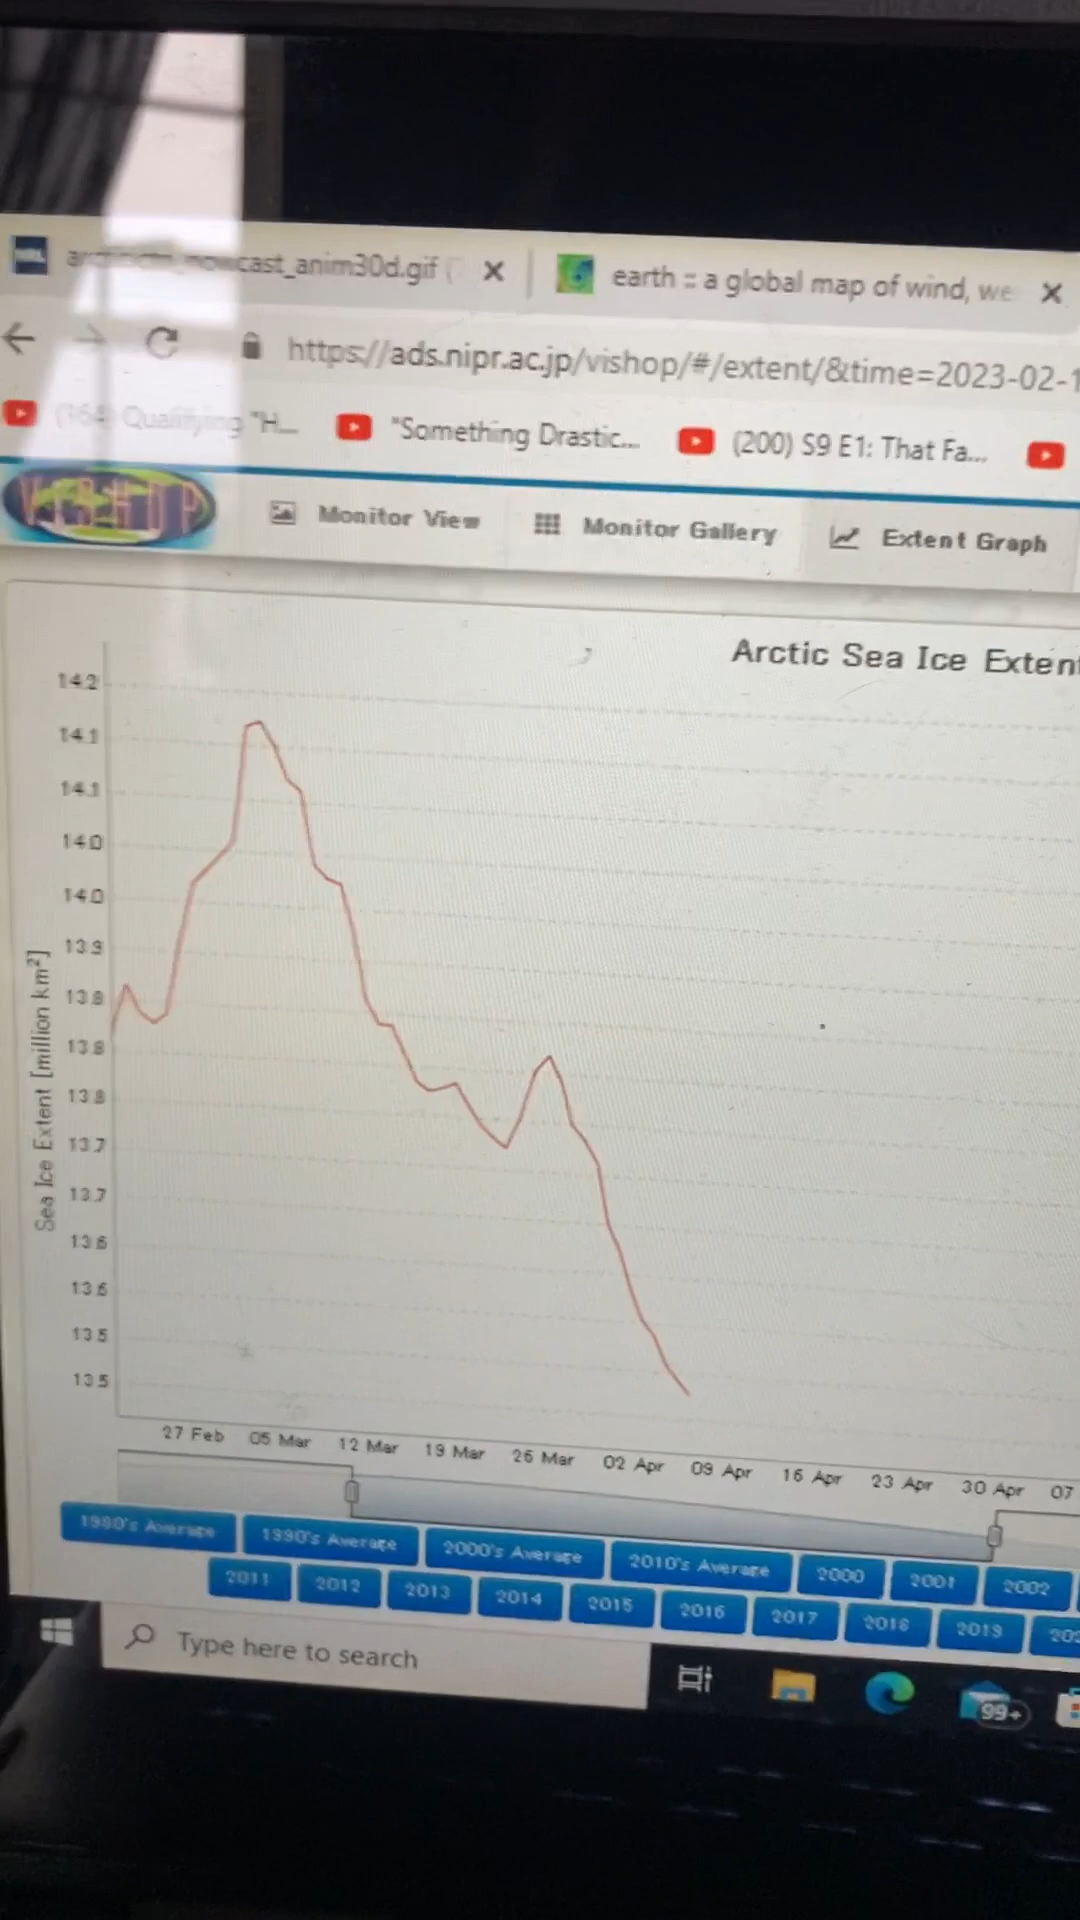 nowcast_anim30d.gif
earth :: a global map of wind, we
https://ads.nipr.ac.jp/vishop/#/extent/&time=2023-02-1
(164) Qualifying "H...
"Something Drastic...
(200) S9 E1: That Fa...
VISHOP
Monitor View
Monitor Gallery
Extent Graph
Arctic Sea Ice Extent
14.2
14.1
14.1
14.0
14.0
13.9
13.8
13.8
13.8
13.7
13.7
13.6
13.6
13.5
13.5
Sea Ice Extent [million km²]
27 Feb 05 Mar 12 Mar 19 Mar 26 Mar 02 Apr 09 Apr 16 Apr 23 Apr 30 Apr 07
1980's Average 1990's Average 2000's Average 2010's Average 2000 2001 2002
2011 2012 2013 2014 2015 2016 2017 2018 2019 202
Type here to search
99+